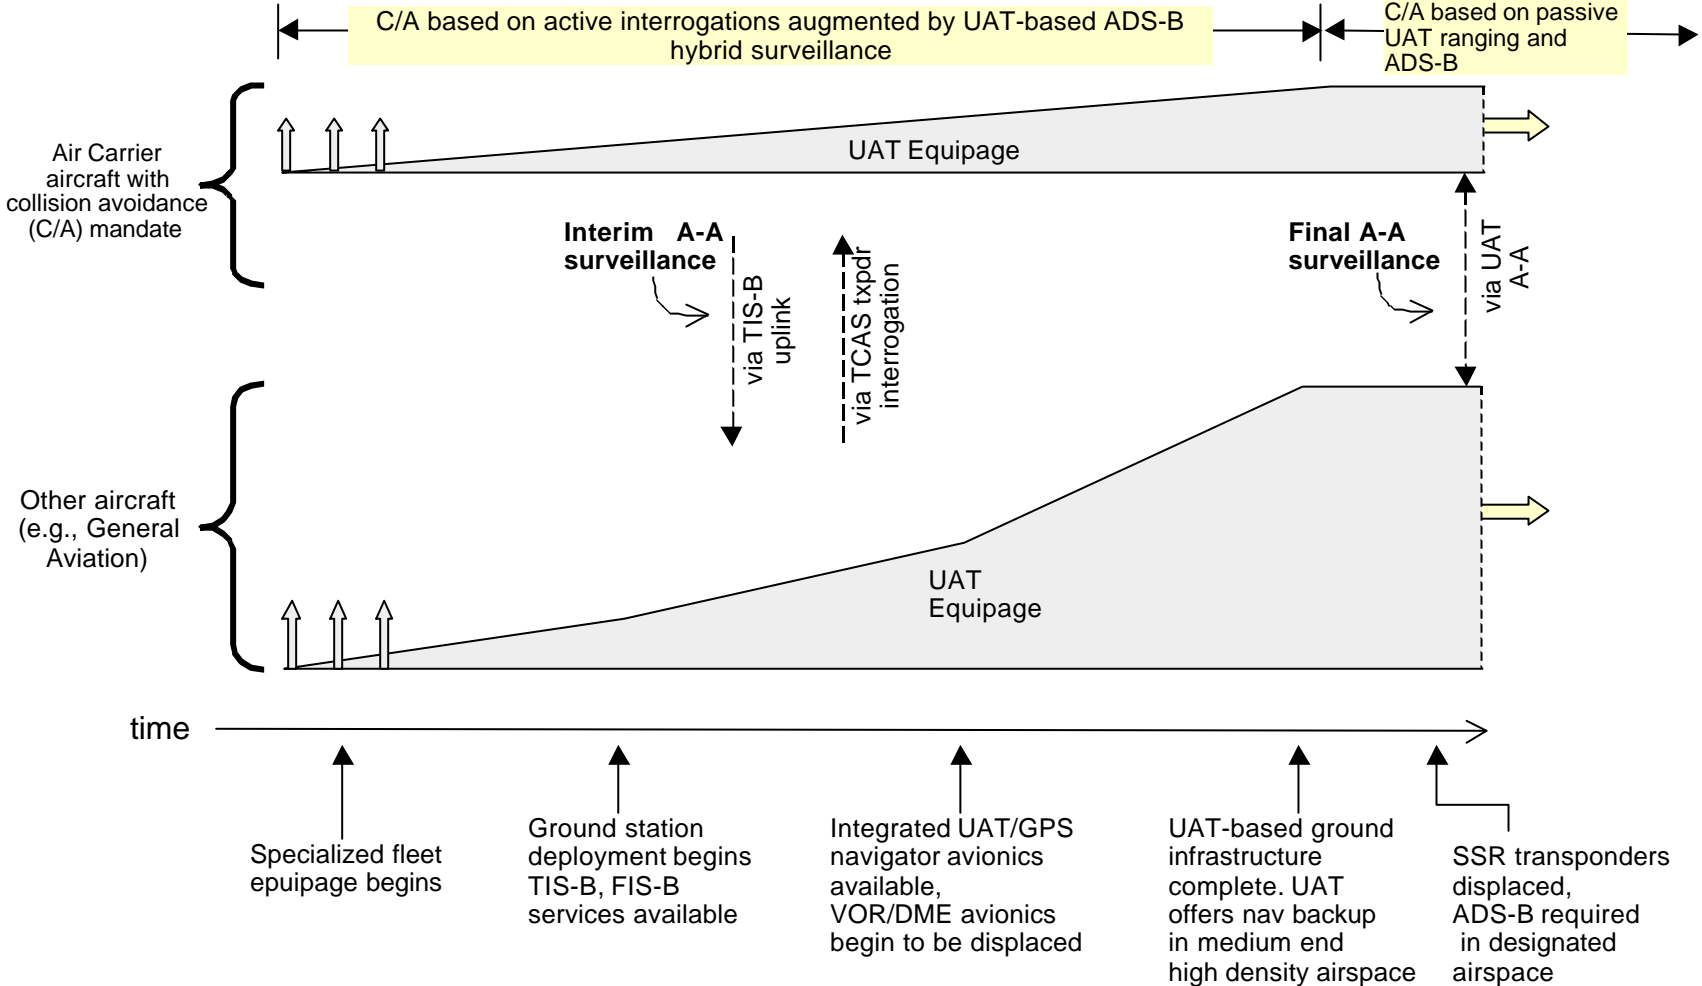 C/A based on active interrogations augmented by UAT-based ADS-B
hybrid surveillance
C/A based on passive
UAT ranging and
ADS-B
Air Carrier
aircraft with
collision avoidance
(C/A) mandate
UAT Equipage
Interim A-A
surveillance
via TIS-B
uplink
via TCAS txpdr
interrogation
Final A-A
surveillance
via UAT
A-A
Other aircraft
(e.g., General
Aviation)
UAT
Equipage
time
Specialized fleet
epuipage begins
Ground station
deployment begins
TIS-B, FIS-B
services available
Integrated UAT/GPS
navigator avionics
available,
VOR/DME avionics
begin to be displaced
UAT-based ground
infrastructure
complete. UAT
offers nav backup
in medium end
high density airspace
SSR transponders
displaced,
ADS-B required
in designated
airspace